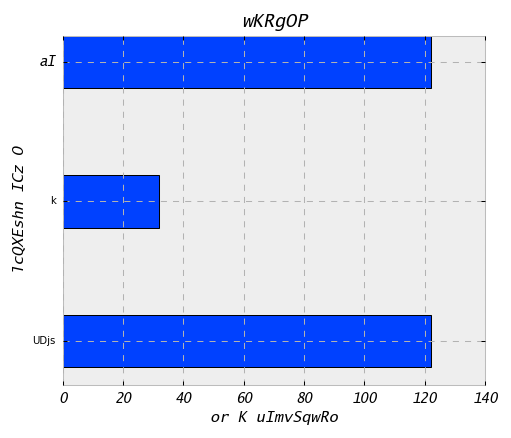 wKRgOP
aI
k
UDjs
lcQXEshn ICz O
0 20 40 60 80 100 120 140
or K uImvSqwRo